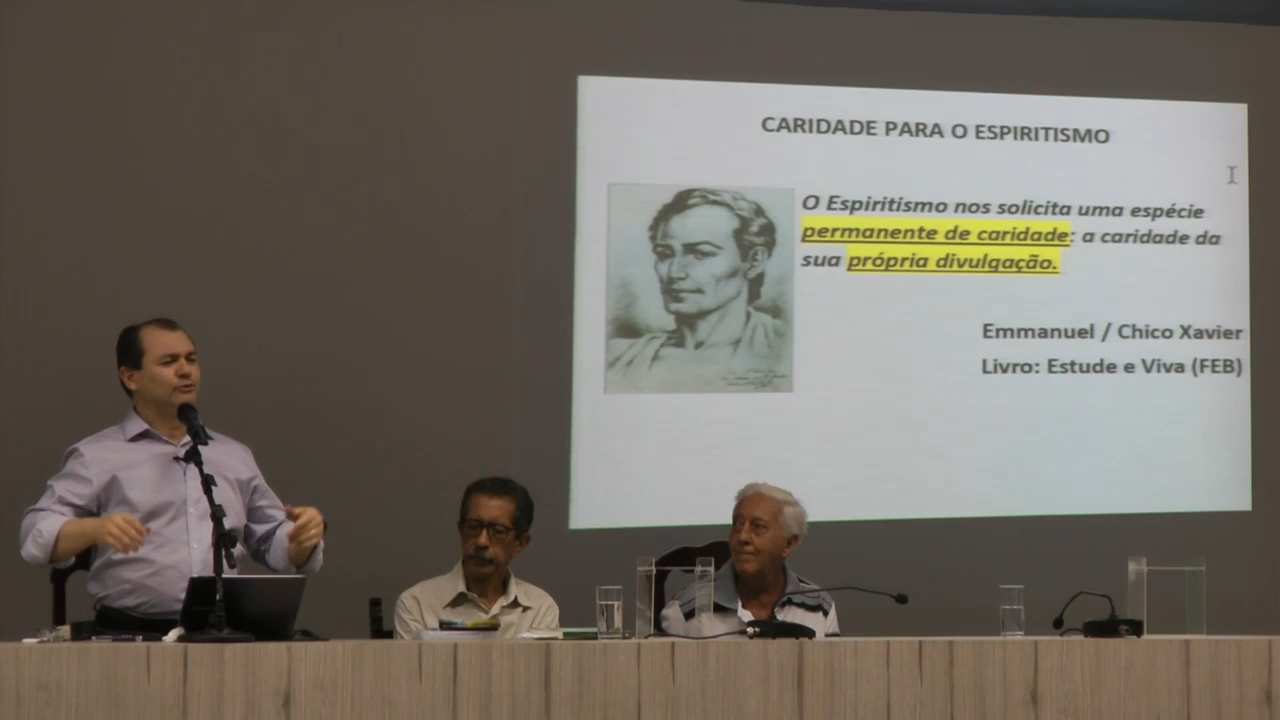 CARIDADE PARA O ESPIRITISMO
O Espiritismo nos solicita uma espécie
permanente de caridade: a caridade da
sua própria divulgação.
Emmanuel / Chico Xavier
Livro: Estude e Viva (FEB)